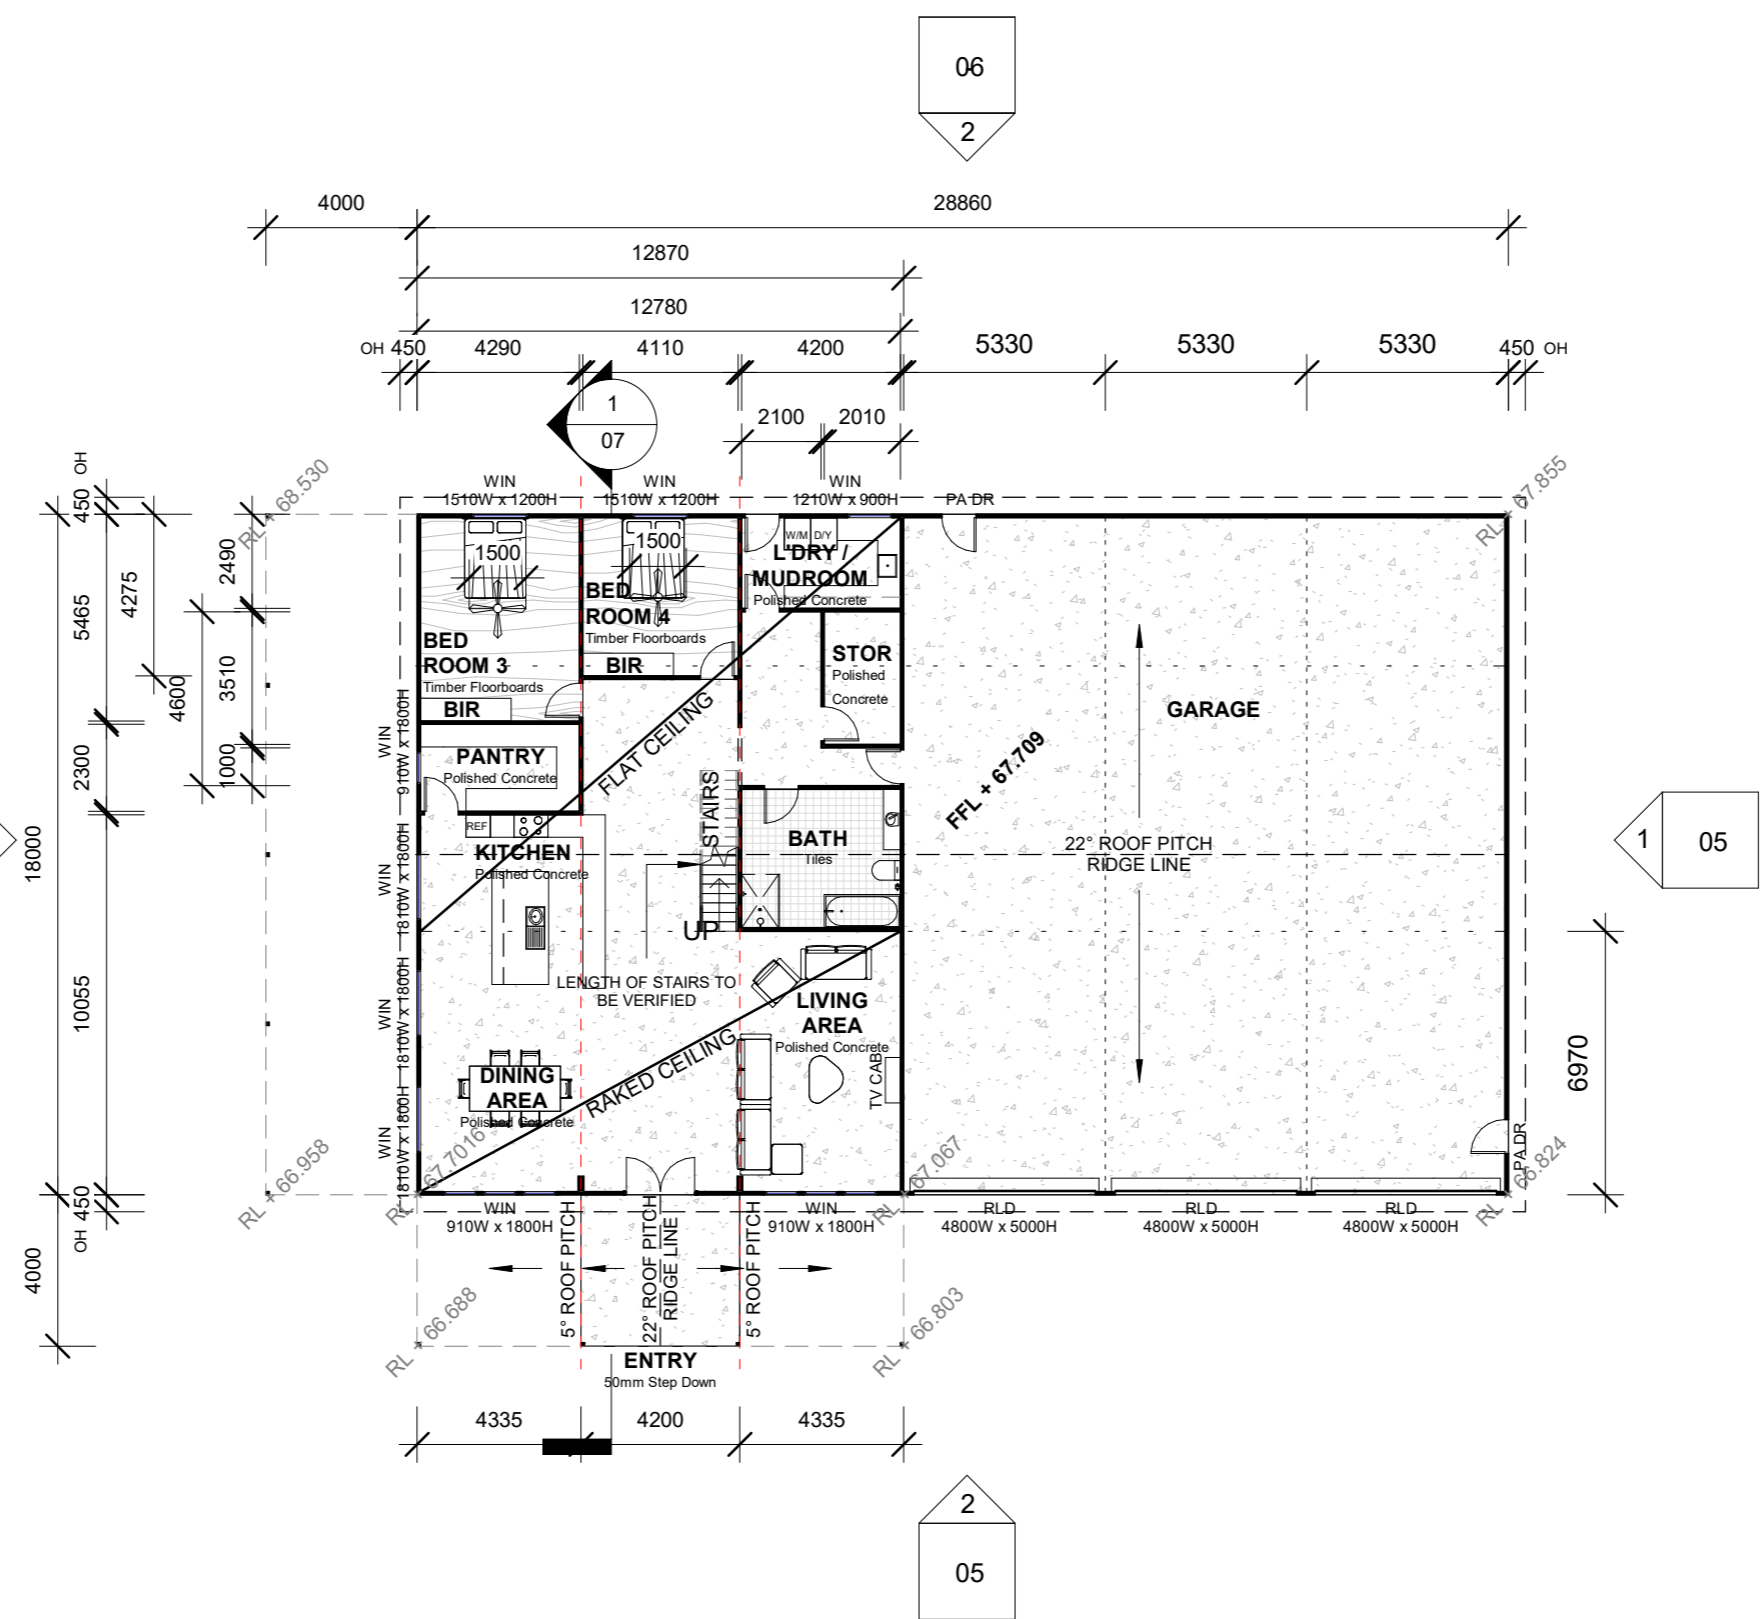 06
2
4000
28860
12870
12780
OH 450
4290
4110
4200
5330
5330
5330
450 OH
1
07
2100
2010
450 OH
RL + 68.530
RL + 67.855
WIN
1510W x 1200H
WIN
1510W x 1200H
WIN
1210W x 900H
PA DR
18000
5465
2300
10055
4275
4600
2490
3510
1000
1500
1500
W/M
D/Y
L'DRY /
MUDROOM
Polished Concrete
BED
ROOM 4
Timber Floorboards
BIR
BED
ROOM 3
Timber Floorboards
BIR
STOR
Polished
Concrete
GARAGE
FFL + 67.709
22° ROOF PITCH
RIDGE LINE
FLAT CEILING
WIN
910W x 1800H
PANTRY
Polished Concrete
REF
KITCHEN
Polished Concrete
STAIRS
BATH
Tiles
1
05
WIN
1810W x 1800H
UP
LENGTH OF STAIRS TO
BE VERIFIED
WIN
1810W x 1800H
LIVING
AREA
Polished Concrete
TV CAB
RAKED CEILING
DINING
AREA
Polished Concrete
WIN
1810W x 1800H
6970
PA DR
RL + 66.958
RL + 67.7016
RL + 67.067
RL + 66.824
OH 450
4000
WIN
910W x 1800H
WIN
910W x 1800H
RLD
4800W x 5000H
RLD
4800W x 5000H
RLD
4800W x 5000H
5° ROOF PITCH
22° ROOF PITCH
RIDGE LINE
5° ROOF PITCH
RL + 66.688
RL + 66.803
ENTRY
50mm Step Down
4335
4200
4335
2
05